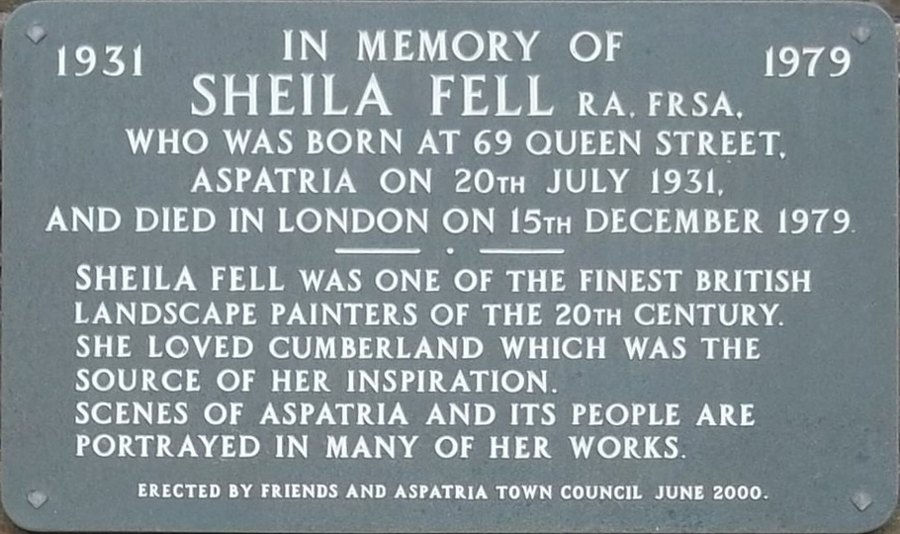 1931 IN MEMORY OF 1979
SHEILA FELL RA, FRSA,
WHO WAS BORN AT 69 QUEEN STREET,
ASPATRIA ON 20TH JULY 1931,
AND DIED IN LONDON ON 15TH DECEMBER 1979.
SHEILA FELL WAS ONE OF THE FINEST BRITISH
LANDSCAPE PAINTERS OF THE 20TH CENTURY.
SHE LOVED CUMBERLAND WHICH WAS THE
SOURCE OF HER INSPIRATION.
SCENES OF ASPATRIA AND ITS PEOPLE ARE
PORTRAYED IN MANY OF HER WORKS.
ERECTED BY FRIENDS AND ASPATRIA TOWN COUNCIL JUNE 2000.